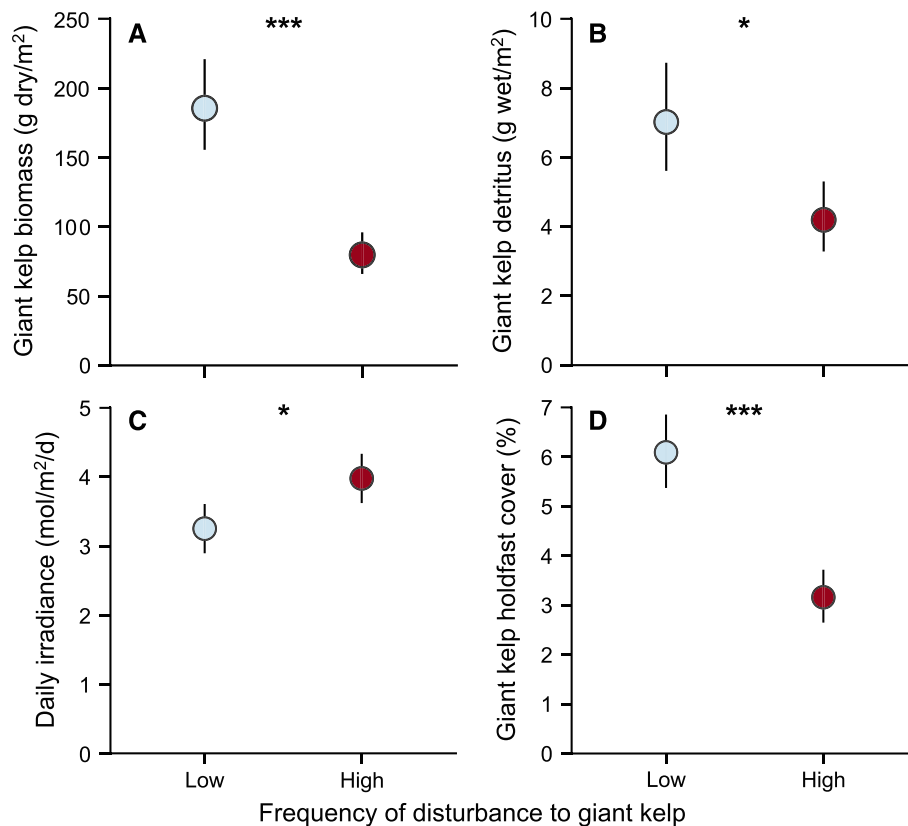 A
***
Giant kelp biomass (g dry/m²)
250
200
150
100
50
0
B
*
Giant kelp detritus (g wet/m²)
10
8
6
4
2
0
C
*
Daily irradiance (mol/m²/d)
5
4
3
2
1
0
Low High
D
***
Giant kelp holdfast cover (%)
7
6
5
4
3
2
1
0
Low High
Frequency of disturbance to giant kelp